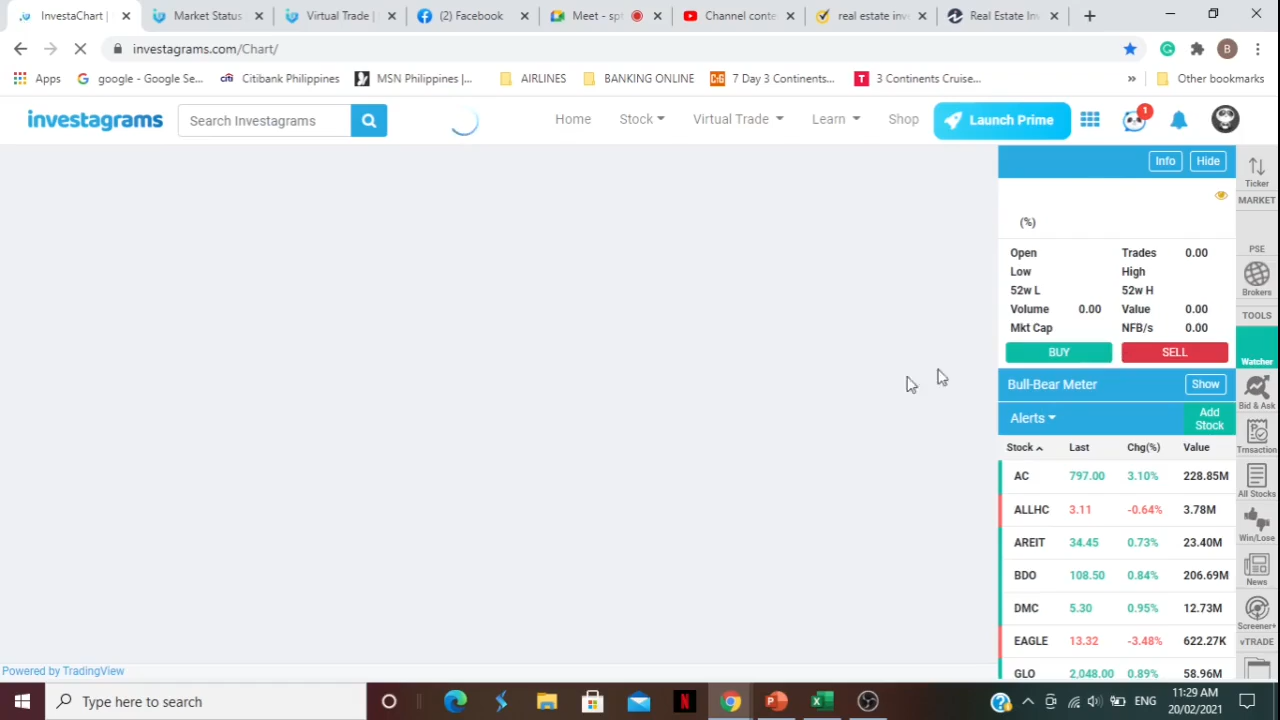 InvestaChart |
Market Status
Virtual Trade |
(2) Facebook
Meet - spt
Channel conte
real estate inv
Real Estate Inv
investagrams.com/Chart/
B
Apps
google - Google Se...
Citibank Philippines
MSN Philippines |...
AIRLINES
BANKING ONLINE
7 Day 3 Continents...
3 Continents Cruise...
»
Other bookmarks
investagrams
Search Investagrams
Home
Stock
Virtual Trade
Learn
Shop
Launch Prime
1
Info
Hide
Ticker
MARKET
(%)
Open
Trades 0.00
Low
High
52w L
52w H
Volume 0.00
Value 0.00
Mkt Cap
NFB/s 0.00
BUY
SELL
PSE
Brokers
TOOLS
Watcher
Bull-Bear Meter
Show
Alerts
Add
Stock
Stock Last Chg(%) Value
AC 797.00 3.10% 228.85M
ALLHC 3.11 -0.64% 3.78M
AREIT 34.45 0.73% 23.40M
BDO 108.50 0.84% 206.69M
DMC 5.30 0.95% 12.73M
EAGLE 13.32 -3.48% 622.27K
GLO 2,048.00 0.89% 58.96M
Bid & Ask
Trnsaction
All Stocks
Win/Lose
News
Screener+
vTRADE
Powered by TradingView
Type here to search
ENG
11:29 AM
20/02/2021